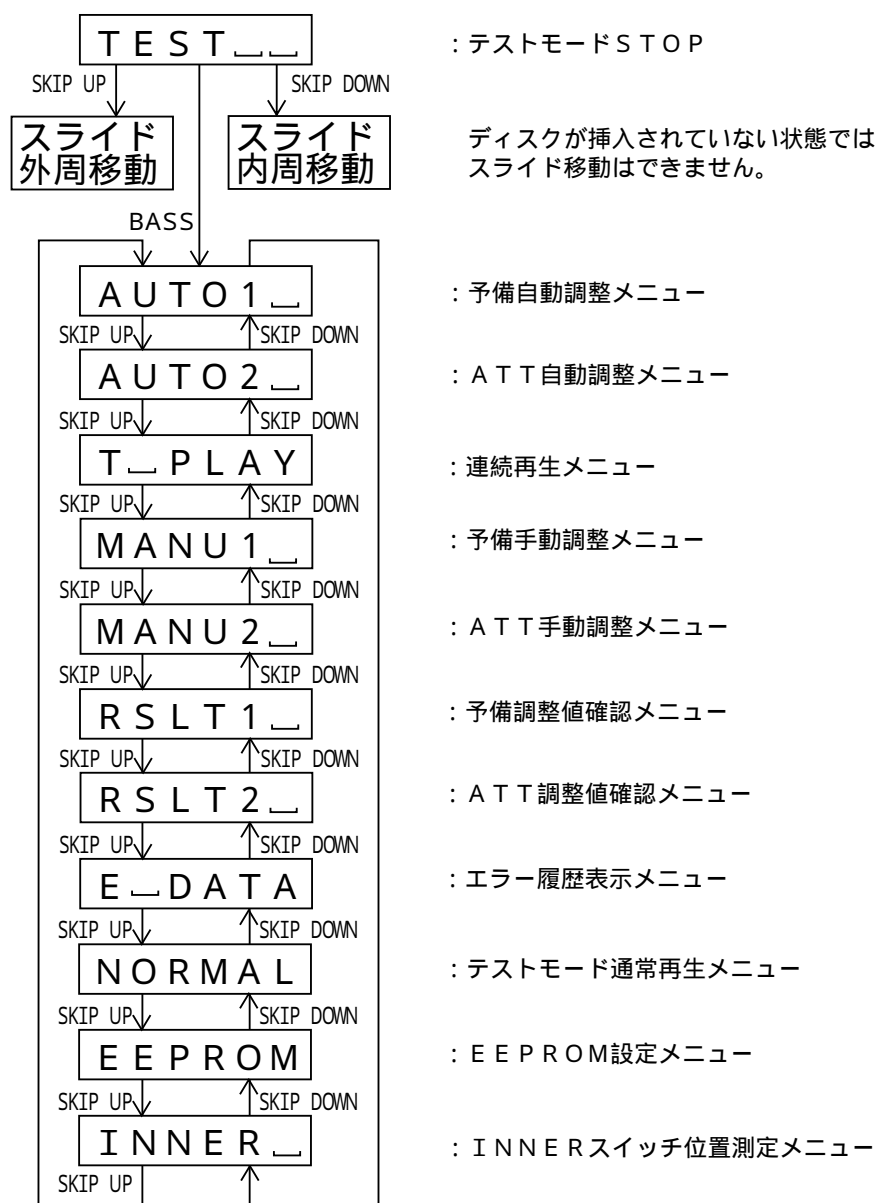 TEST⎵⎵ :テストモードSTOP
SKIP UP SKIP DOWN
スライド外周移動
スライド内周移動
ディスクが挿入されていない状態では
スライド移動はできません。
BASS
AUTO1⎵ :予備自動調整メニュー
SKIP UP SKIP DOWN
AUTO2⎵ :ATT自動調整メニュー
SKIP UP SKIP DOWN
T⎵PLAY :連続再生メニュー
SKIP UP SKIP DOWN
MANU1⎵ :予備手動調整メニュー
SKIP UP SKIP DOWN
MANU2⎵ :ATT手動調整メニュー
SKIP UP SKIP DOWN
RSLT1⎵ :予備調整値確認メニュー
SKIP UP SKIP DOWN
RSLT2⎵ :ATT調整値確認メニュー
SKIP UP SKIP DOWN
E⎵DATA :エラー履歴表示メニュー
SKIP UP SKIP DOWN
NORMAL :テストモード通常再生メニュー
SKIP UP SKIP DOWN
EEPROM :EEPROM設定メニュー
SKIP UP SKIP DOWN
INNER⎵ :INNERスイッチ位置測定メニュー
SKIP UP